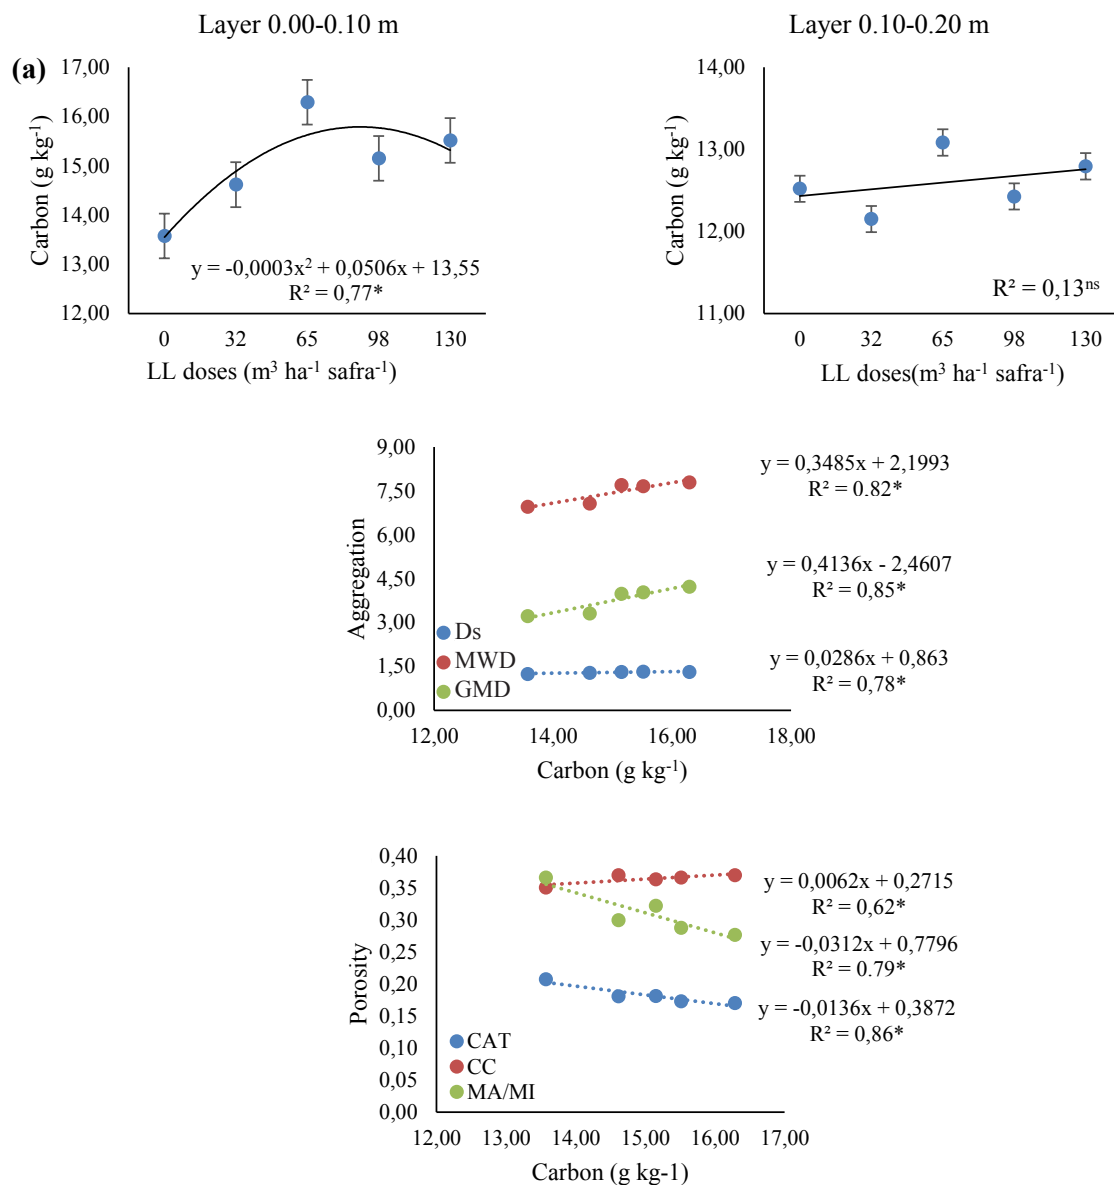 Layer 0.00-0.10 m
(a)
17,00
16,00
15,00
14,00
13,00
12,00
Carbon (g kg⁻¹)
y = -0,0003x² + 0,0506x + 13,55
R² = 0,77*
0 32 65 98 130
LL doses (m³ ha⁻¹ safra⁻¹)
Layer 0.10-0.20 m
14,00
13,00
12,00
11,00
Carbon (g kg⁻¹)
R² = 0,13ⁿˢ
0 32 65 98 130
LL doses(m³ ha⁻¹ safra⁻¹)
9,00
7,50
6,00
4,50
3,00
1,50
0,00
Aggregation
Ds
MWD
GMD
y = 0,3485x + 2,1993
R² = 0.82*
y = 0,4136x - 2,4607
R² = 0,85*
y = 0,0286x + 0,863
R² = 0,78*
12,00 14,00 16,00 18,00
Carbon (g kg⁻¹)
0,40
0,35
0,30
0,25
0,20
0,15
0,10
0,05
0,00
Porosity
CAT
CC
MA/MI
y = 0,0062x + 0,2715
R² = 0,62*
y = -0,0312x + 0,7796
R² = 0.79*
y = -0,0136x + 0,3872
R² = 0,86*
12,00 13,00 14,00 15,00 16,00 17,00
Carbon (g kg-1)